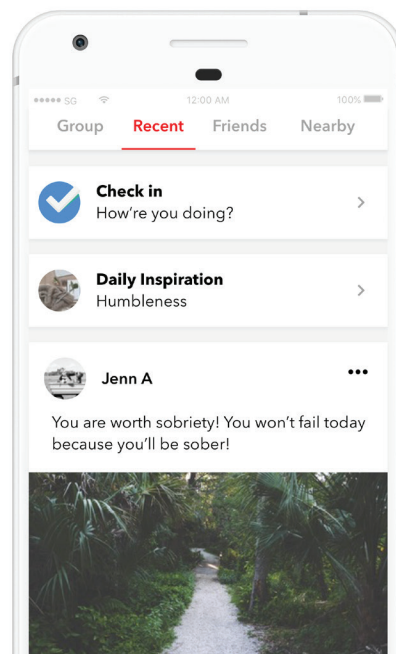 SG 12:00 AM 100%
Group Recent Friends Nearby
Check in
How're you doing?
Daily Inspiration
Humbleness
Jenn A
You are worth sobriety! You won't fail today
because you'll be sober!